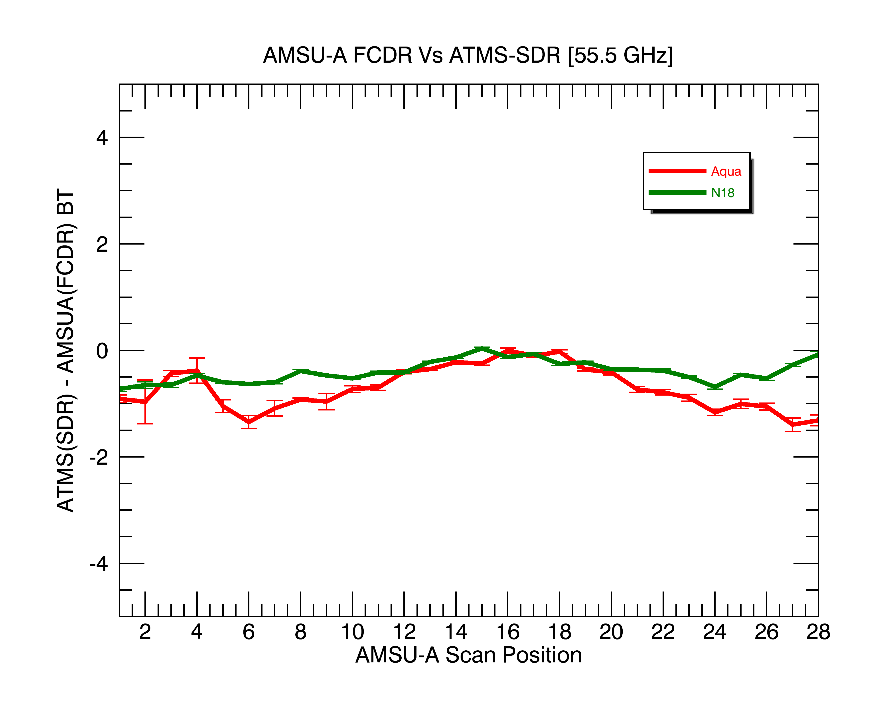 AMSU-A FCDR Vs ATMS-SDR [55.5 GHz]
ATMS(SDR) - AMSUA(FCDR) BT
4
2
0
-2
-4
Aqua
N18
2 4 6 8 10 12 14 16 18 20 22 24 26 28
AMSU-A Scan Position